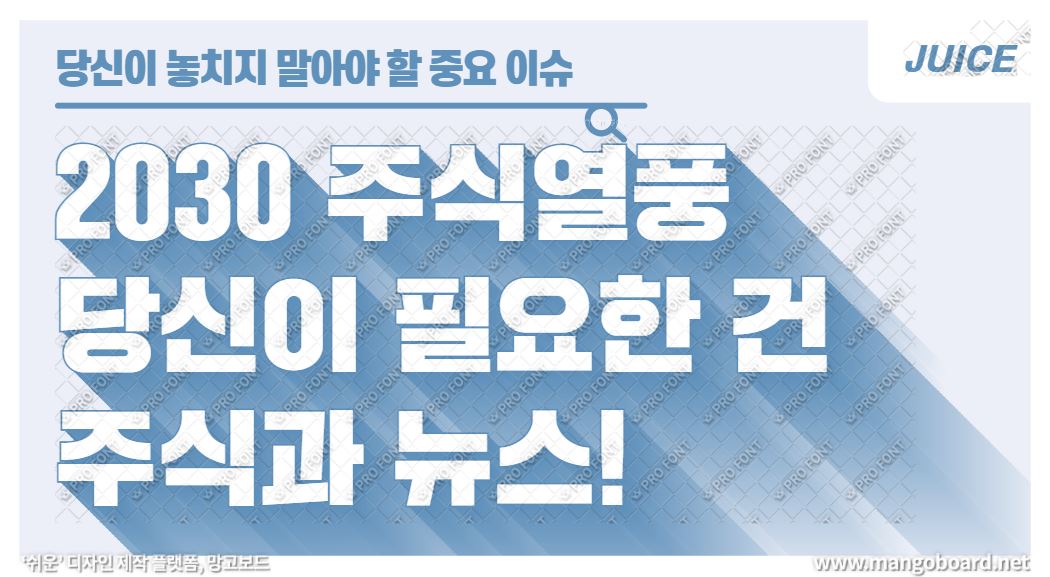 당신이 놓치지 말아야 할 중요 이슈
JUICE
2030 주식열풍
당신이 필요한 건
주식과 뉴스!
'쉬운' 디자인 제작 플랫폼, 망고보드
www.mangoboard.net